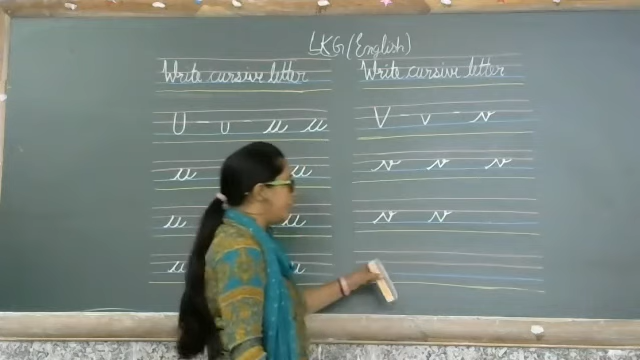 LKG (English)
Write cursive letter
U - u u u
u u
u u
u u
Write cursive letter
V - v - v
v v v
v v